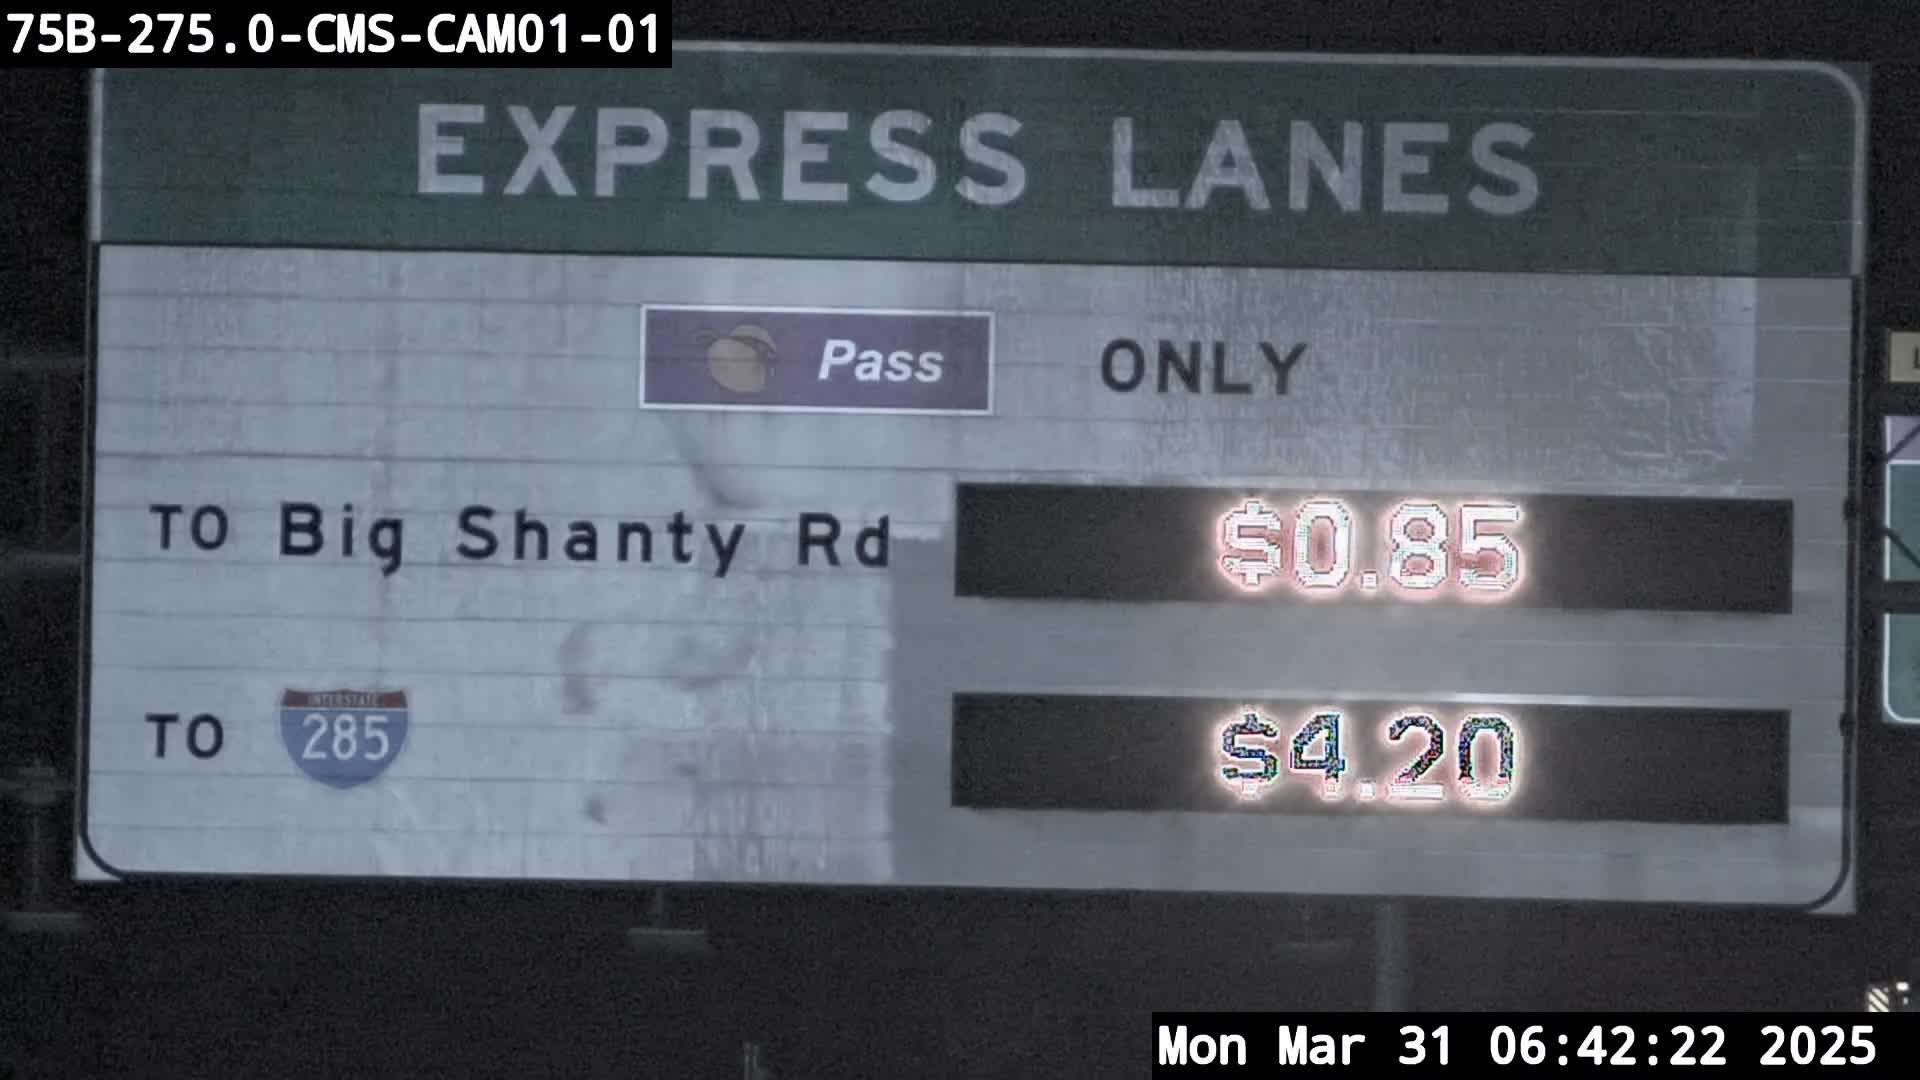 75B-275.0-CMS-CAM01-01
EXPRESS LANES
Pass ONLY
TO Big Shanty Rd $0.85
TO INTERSTATE 285 $4.20
Mon Mar 31 06:42:22 2025